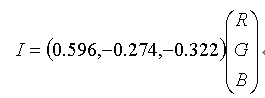 I = (0.596,−0.274,−0.322) ( R
G
B )